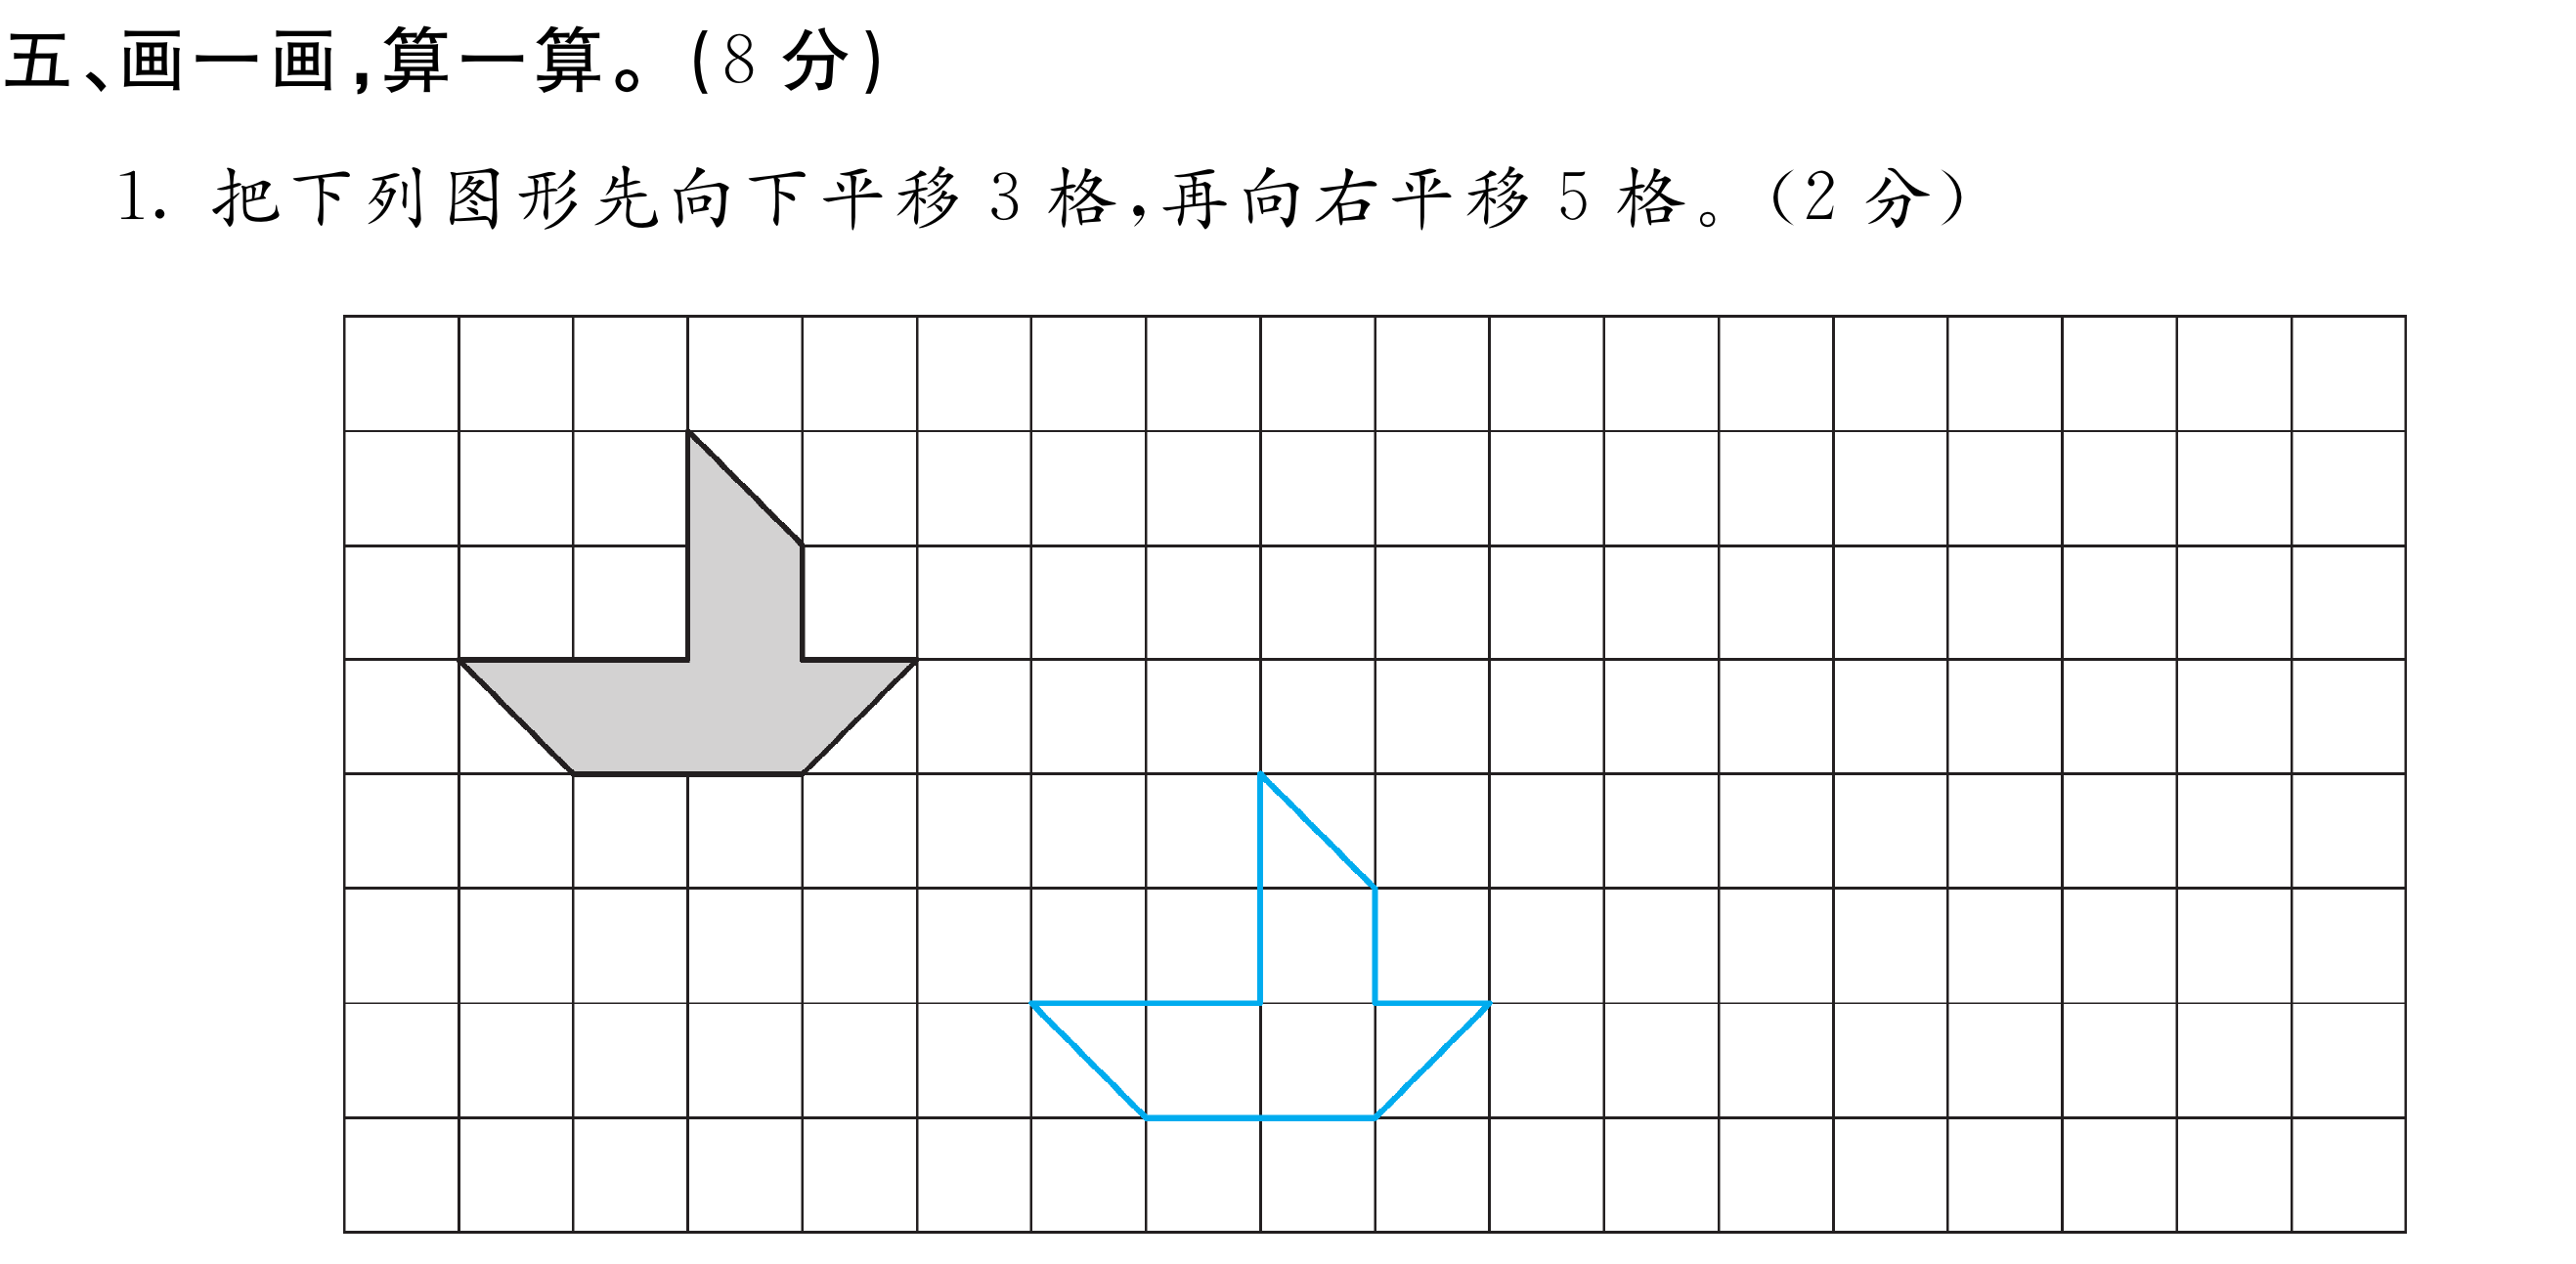 五、画一画,算一算。(8 分)
1. 把下列图形先向下平移 3 格,再向右平移 5 格。(2 分)